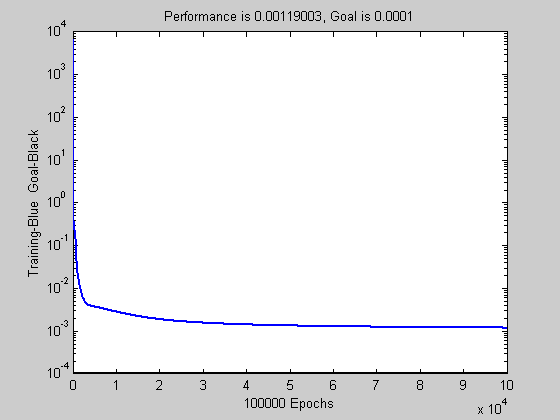 Performance is 0.00119003, Goal is 0.0001
Training-Blue Goal-Black
10^4
10^3
10^2
10^1
10^0
10^-1
10^-2
10^-3
10^-4
0 1 2 3 4 5 6 7 8 9 10
x 10^4
100000 Epochs